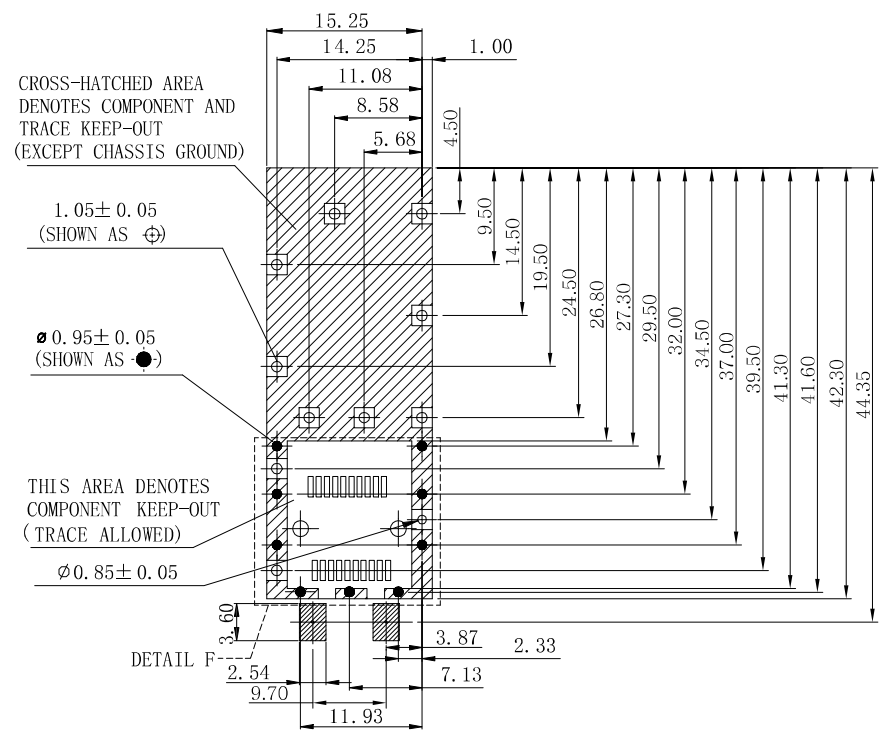 15.25
14.25
1.00
11.08
8.58
5.68
4.50
CROSS-HATCHED AREA
DENOTES COMPONENT AND
TRACE KEEP-OUT
(EXCEPT CHASSIS GROUND)
1.05± 0.05
(SHOWN AS ⌖)
ø 0.95± 0.05
(SHOWN AS -●-)
9.50
14.50
19.50
24.50
26.80
27.30
29.50
32.00
34.50
37.00
39.50
41.30
41.60
42.30
44.35
THIS AREA DENOTES
COMPONENT KEEP-OUT
(TRACE ALLOWED)
Ø0.85± 0.05
3.60
DETAIL F
3.87
2.33
2.54
7.13
9.70
11.93